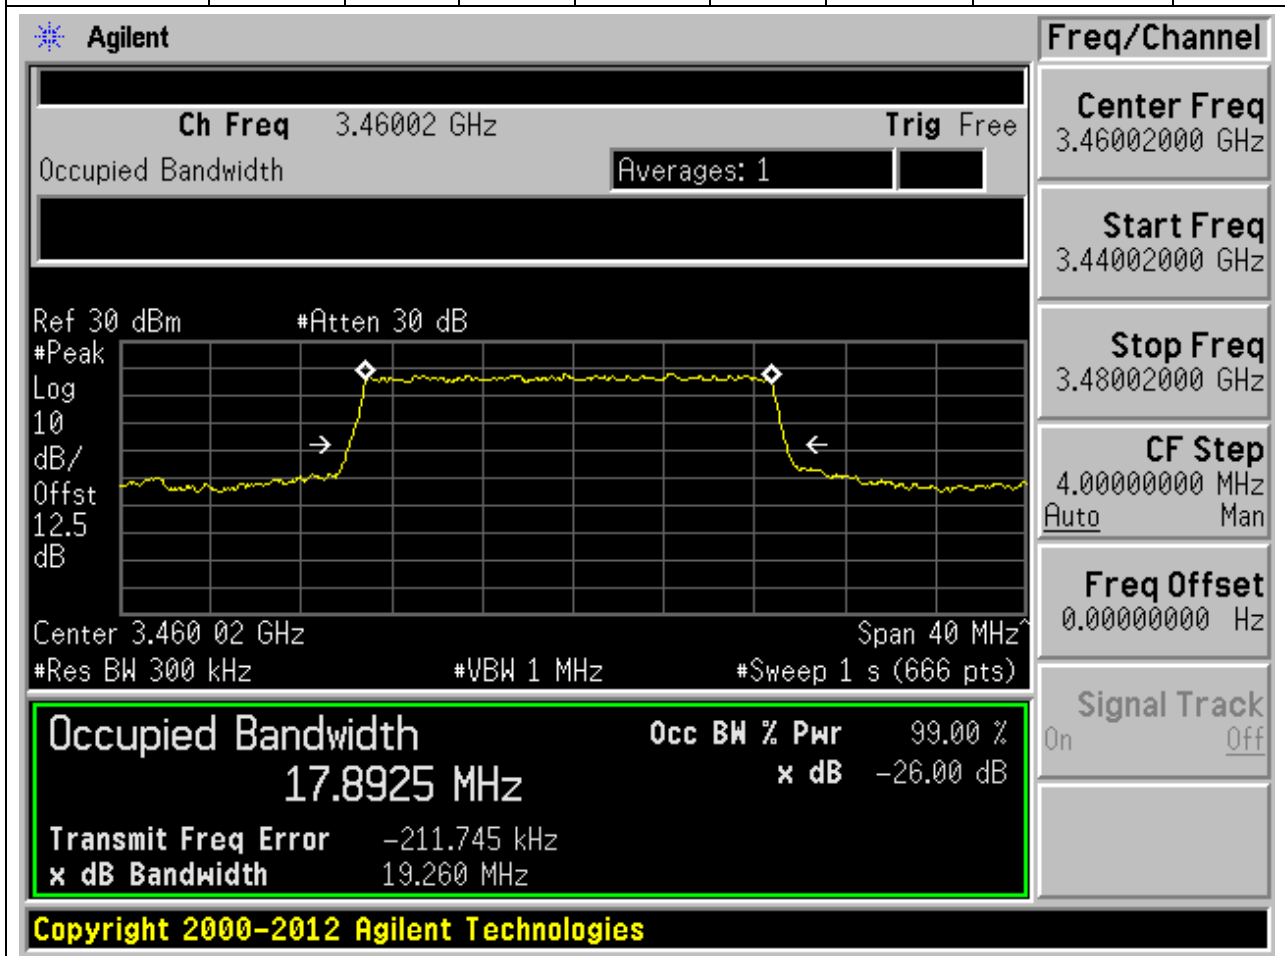 Agilent
Freq/Channel
Ch Freq 3.46002 GHz Trig Free
Occupied Bandwidth Averages: 1
Center Freq
3.46002000 GHz
Start Freq
3.44002000 GHz
Stop Freq
3.48002000 GHz
CF Step
4.00000000 MHz
Auto Man
Freq Offset
0.00000000 Hz
Signal Track
On Off
Ref 30 dBm #Atten 30 dB
#Peak
Log
10
dB/
Offst
12.5
dB
Center 3.460 02 GHz Span 40 MHz^
#Res BW 300 kHz #VBW 1 MHz #Sweep 1 s (666 pts)
Occupied Bandwidth Occ BW % Pwr 99.00 %
17.8925 MHz x dB -26.00 dB
Transmit Freq Error -211.745 kHz
x dB Bandwidth 19.260 MHz
Copyright 2000-2012 Agilent Technologies